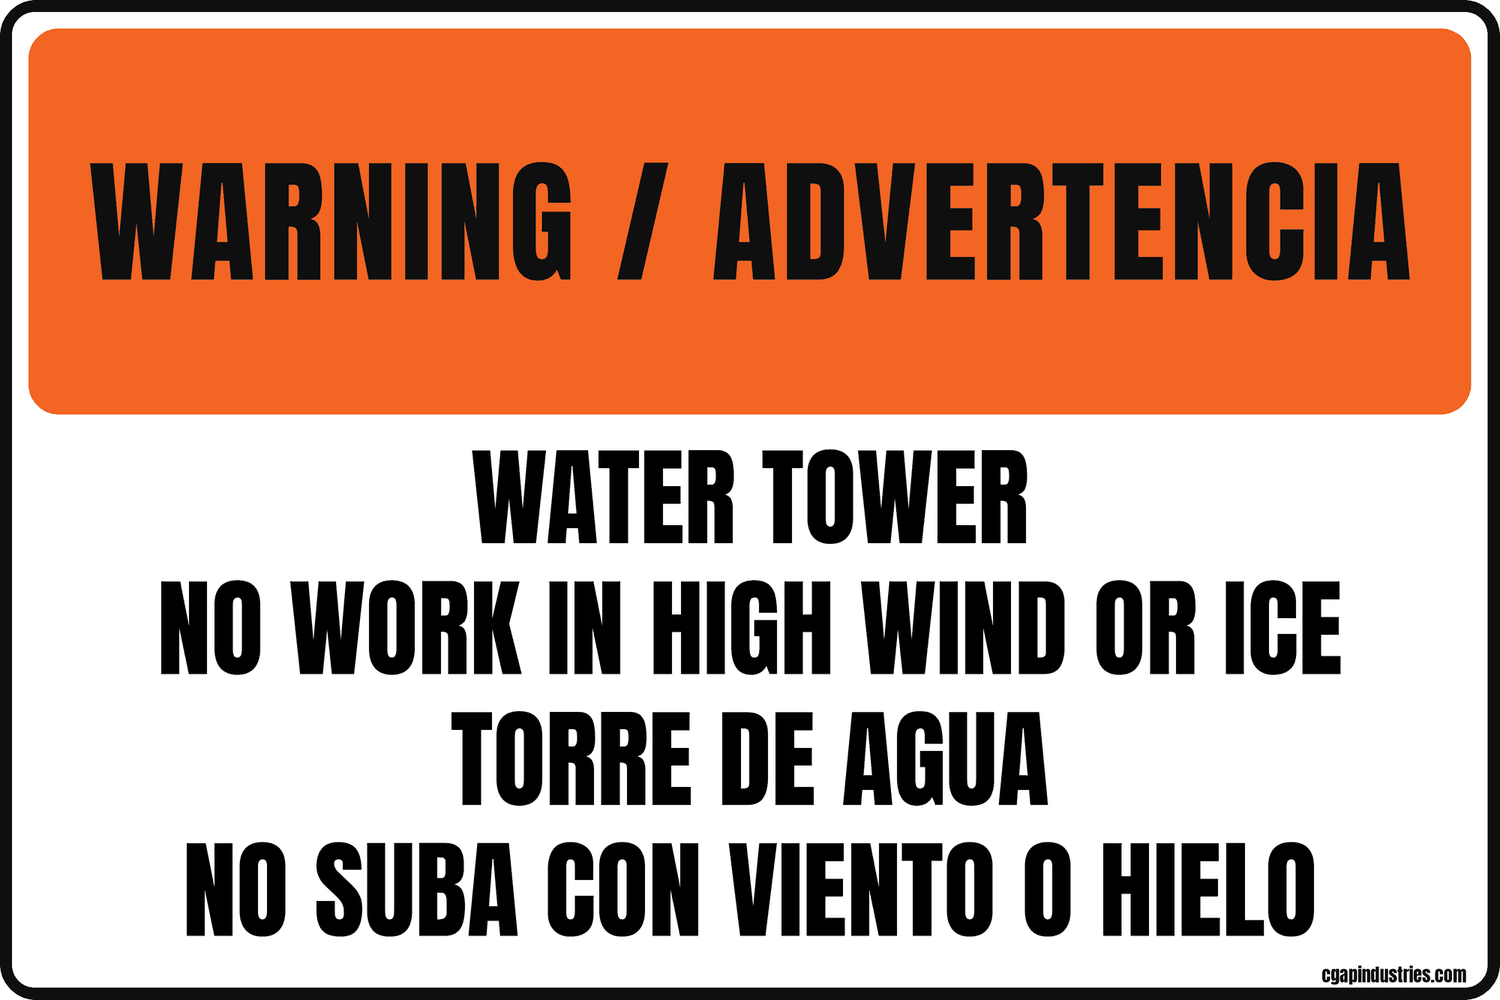 WARNING / ADVERTENCIA
WATER TOWER
NO WORK IN HIGH WIND OR ICE
TORRE DE AGUA
NO SUBA CON VIENTO O HIELO
cgapindustries.com